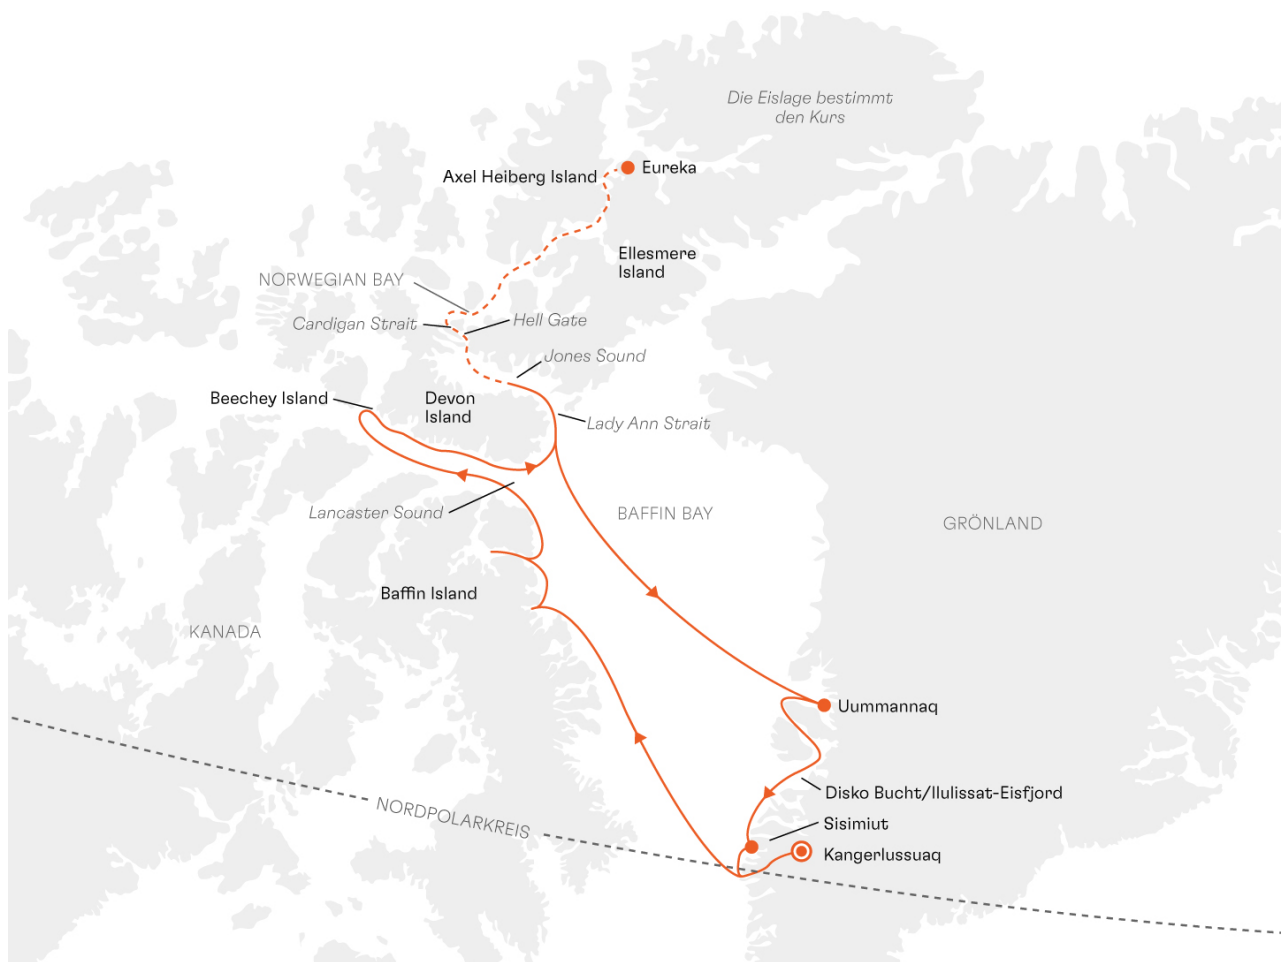 Die Eislage bestimmt
den Kurs
Eureka
Axel Heiberg Island
Ellesmere
Island
NORWEGIAN BAY
Cardigan Strait
Hell Gate
Jones Sound
Beechey Island
Devon
Island
Lady Ann Strait
Lancaster Sound
BAFFIN BAY
GRÖNLAND
Baffin Island
KANADA
Uummannaq
Disko Bucht/Ilulissat-Eisfjord
NORDPOLARKREIS
Sisimiut
Kangerlussuaq